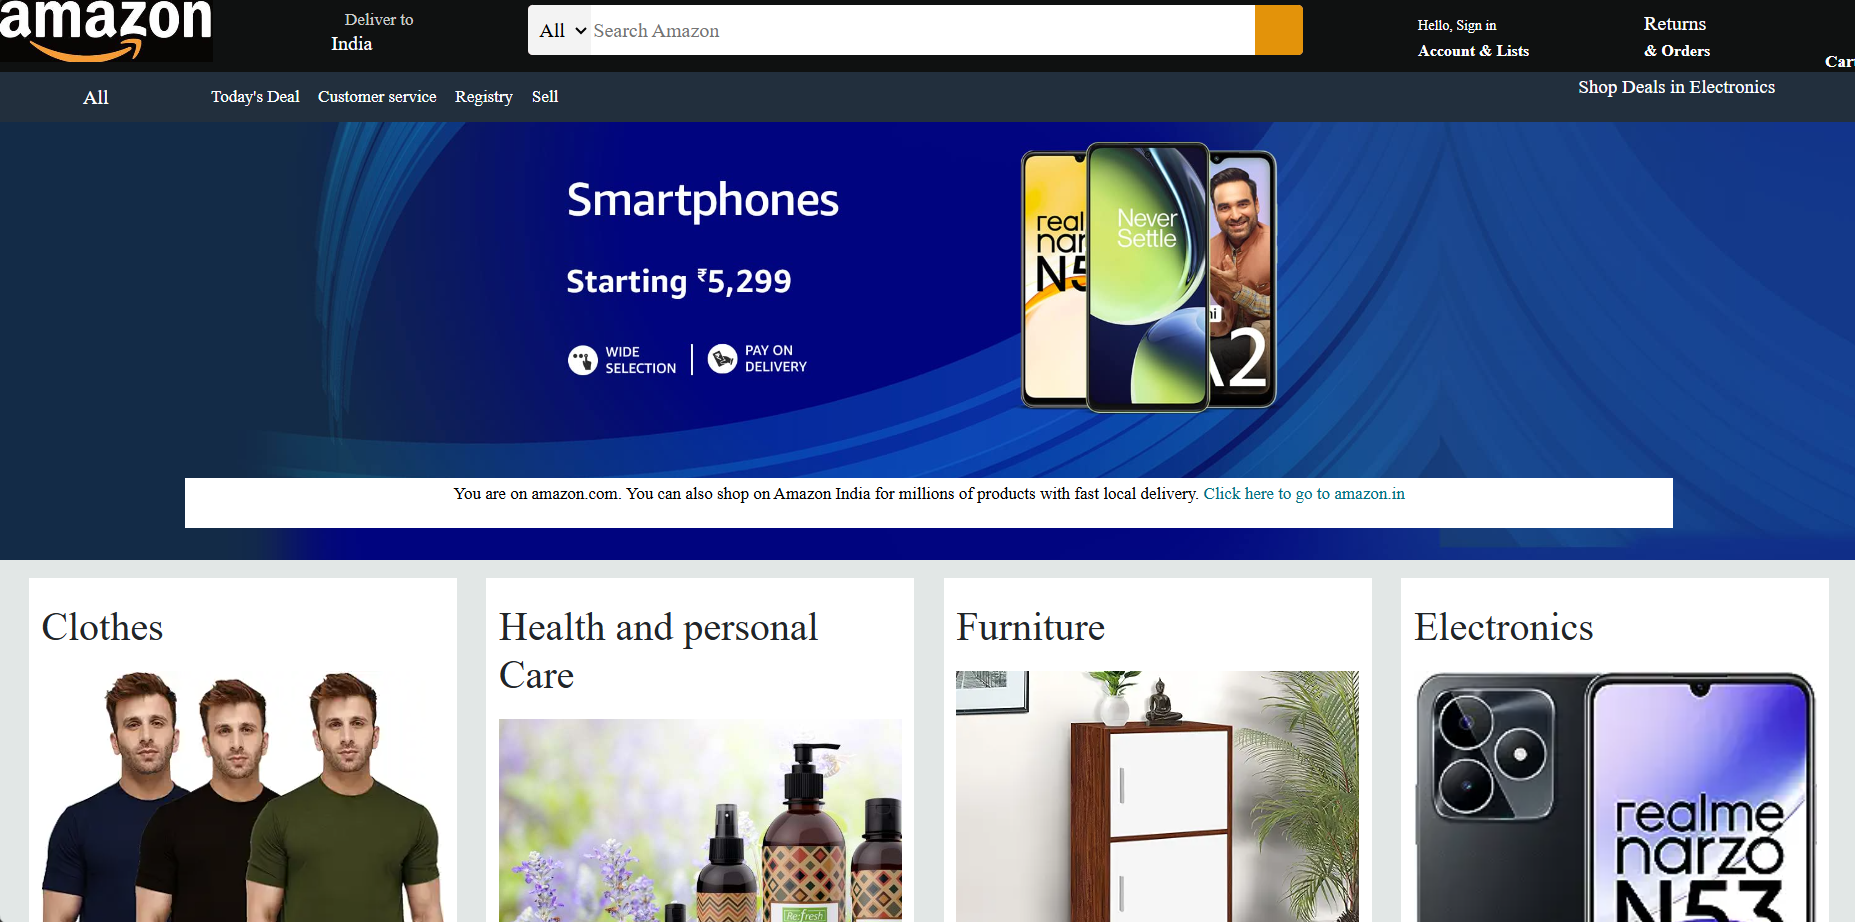 amazon
Deliver to
India
All
Search Amazon
Hello, Sign in
Account & Lists
Returns
& Orders
Cart
All
Today's Deal
Customer service
Registry
Sell
Shop Deals in Electronics
Smartphones
Starting ₹5,299
WIDE
SELECTION
PAY ON
DELIVERY
realme
narzo
N5
Never
Settle
A2
You are on amazon.com. You can also shop on Amazon India for millions of products with fast local delivery. Click here to go to amazon.in
Clothes
Health and personal
Care
Furniture
Electronics
Re:fresh
realme
narzo
N53